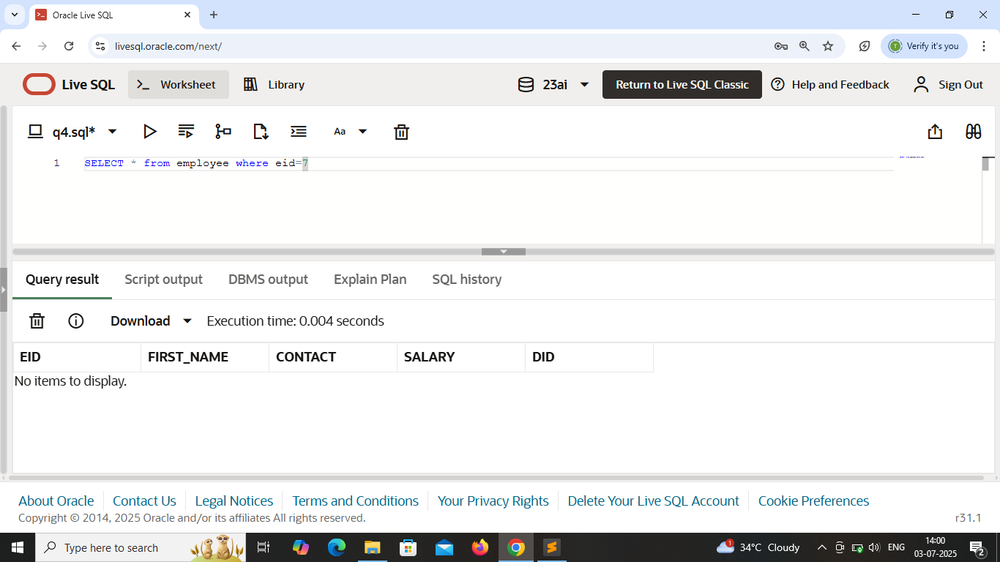 Oracle Live SQL
livesql.oracle.com/next/
T Verify it's you
Live SQL Worksheet Library 23ai Return to Live SQL Classic Help and Feedback Sign Out
q4.sql* Aa
1 SELECT * from employee where eid=7
Query result Script output DBMS output Explain Plan SQL history
Download Execution time: 0.004 seconds
EID FIRST_NAME CONTACT SALARY DID
No items to display.
About Oracle Contact Us Legal Notices Terms and Conditions Your Privacy Rights Delete Your Live SQL Account Cookie Preferences
Copyright © 2014, 2025 Oracle and/or its affiliates All rights reserved.
r31.1
Type here to search
1 34°C Cloudy ENG 14:00
03-07-2025 2